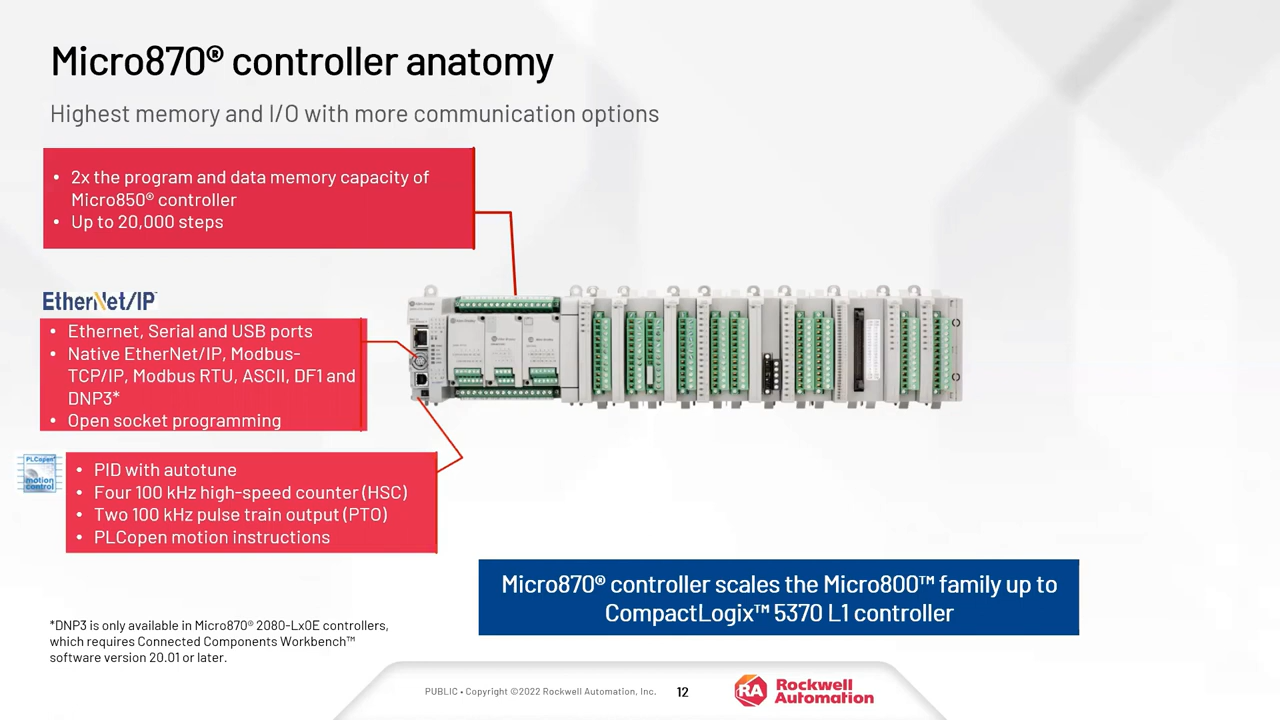 Micro870® controller anatomy
Highest memory and I/O with more communication options
• 2x the program and data memory capacity of
Micro850® controller
• Up to 20,000 steps
EtherNet/IP™
• Ethernet, Serial and USB ports
• Native EtherNet/IP, Modbus-
TCP/IP, Modbus RTU, ASCII, DF1 and
DNP3*
• Open socket programming
PLCopen
motion
control
• PID with autotune
• Four 100 kHz high-speed counter (HSC)
• Two 100 kHz pulse train output (PTO)
• PLCopen motion instructions
Micro870® controller scales the Micro800™ family up to
CompactLogix™ 5370 L1 controller
*DNP3 is only available in Micro870® 2080-Lx0E controllers,
which requires Connected Components Workbench™
software version 20.01 or later.
PUBLIC • Copyright ©2022 Rockwell Automation, Inc. 12
RA Rockwell
Automation